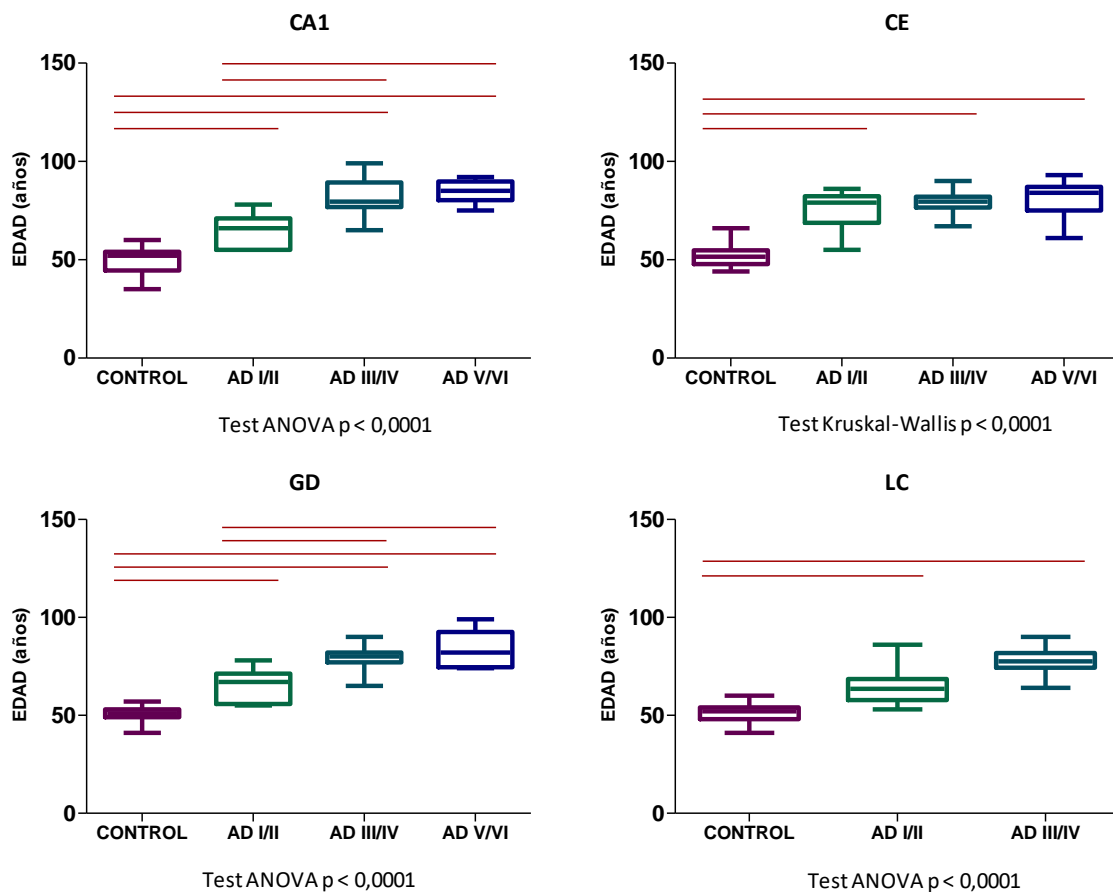 CA1
EDAD (años)
150
100
50
0
CONTROL AD I/II AD III/IV AD V/VI
Test ANOVA p < 0,0001
CE
EDAD (años)
150
100
50
0
CONTROL AD I/II AD III/IV AD V/VI
Test Kruskal-Wallis p < 0,0001
GD
EDAD (años)
150
100
50
0
CONTROL AD I/II AD III/IV AD V/VI
Test ANOVA p < 0,0001
LC
EDAD (años)
150
100
50
0
CONTROL AD I/II AD III/IV
Test ANOVA p < 0,0001